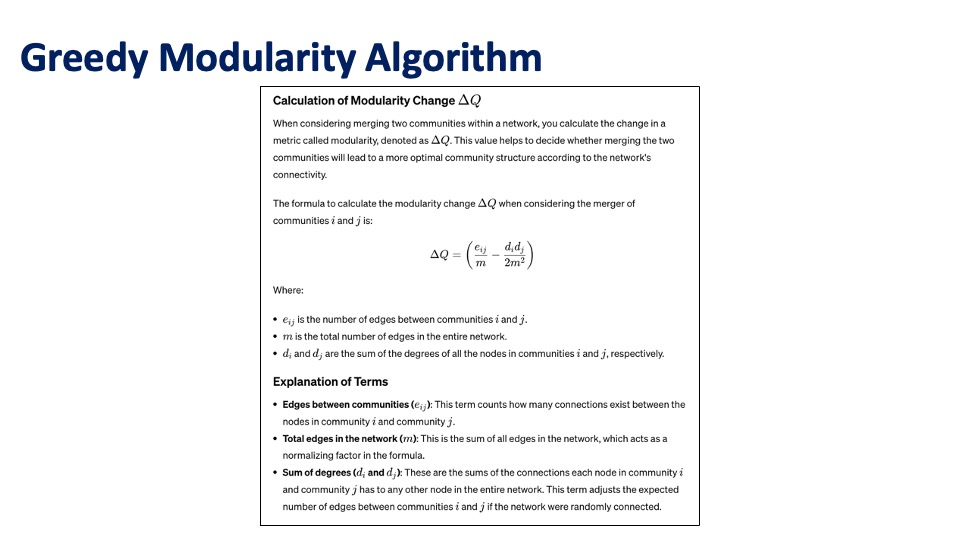 Greedy Modularity Algorithm
Calculation of Modularity Change ΔQ
When considering merging two communities within a network, you calculate the change in a
metric called modularity, denoted as ΔQ. This value helps to decide whether merging the two
communities will lead to a more optimal community structure according to the network's
connectivity.
The formula to calculate the modularity change ΔQ when considering the merger of
communities i and j is:
ΔQ = ( e_{ij}/m − d_i d_j/2m² )
Where:
• e_{ij} is the number of edges between communities i and j.
• m is the total number of edges in the entire network.
• d_i and d_j are the sum of the degrees of all the nodes in communities i and j, respectively.
Explanation of Terms
• Edges between communities (e_{ij}): This term counts how many connections exist between the
nodes in community i and community j.
• Total edges in the network (m): This is the sum of all edges in the network, which acts as a
normalizing factor in the formula.
• Sum of degrees (d_i and d_j): These are the sums of the connections each node in community i
and community j has to any other node in the entire network. This term adjusts the expected
number of edges between communities i and j if the network were randomly connected.